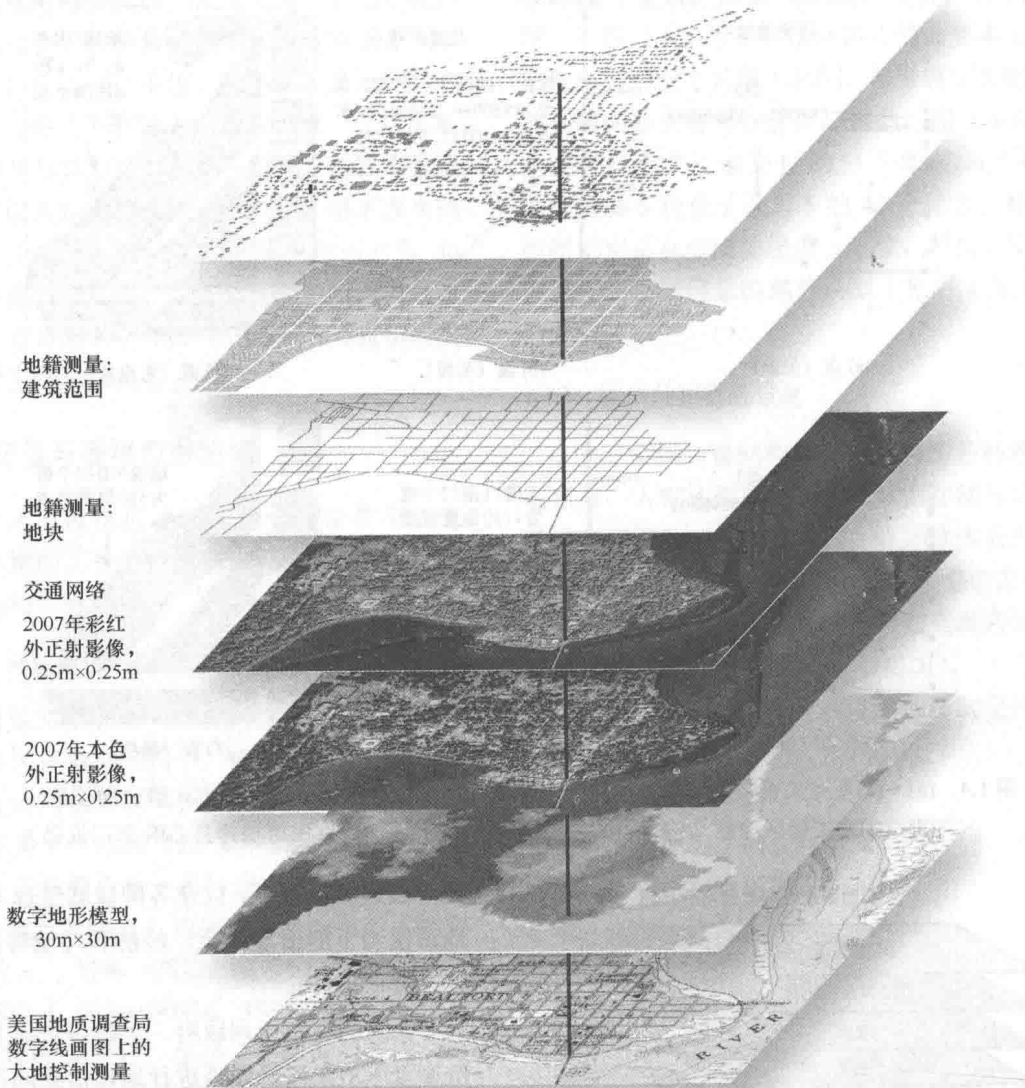 地籍测量:
建筑范围
地籍测量:
地块
交通网络
2007年彩红
外正射影像，
0.25m×0.25m
2007年本色
外正射影像，
0.25m×0.25m
数字地形模型，
30m×30m
美国地质调查局
数字线画图上的
大地控制测量
BEAUFORT
RIVER